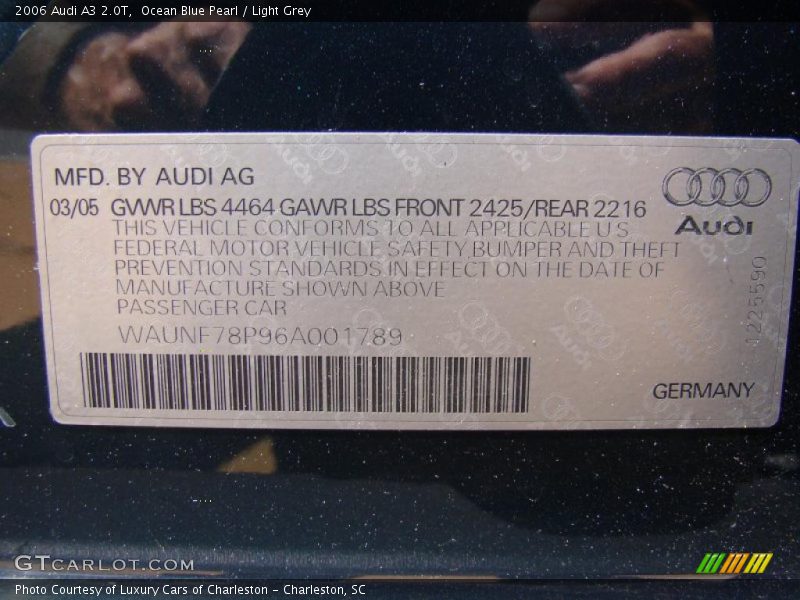 2006 Audi A3 2.0T, Ocean Blue Pearl / Light Grey
MFD. BY AUDI AG
03/05 GVWR LBS 4464 GAWR LBS FRONT 2425/REAR 2216
THIS VEHICLE CONFORMS TO ALL APPLICABLE U S
FEDERAL MOTOR VEHICLE SAFETY, BUMPER AND THEFT
PREVENTION STANDARDS IN EFFECT ON THE DATE OF
MANUFACTURE SHOWN ABOVE
PASSENGER CAR
WAUNF78P96A001789
Audi
1225590
GERMANY
GTCARLOT.COM
Photo Courtesy of Luxury Cars of Charleston - Charleston, SC